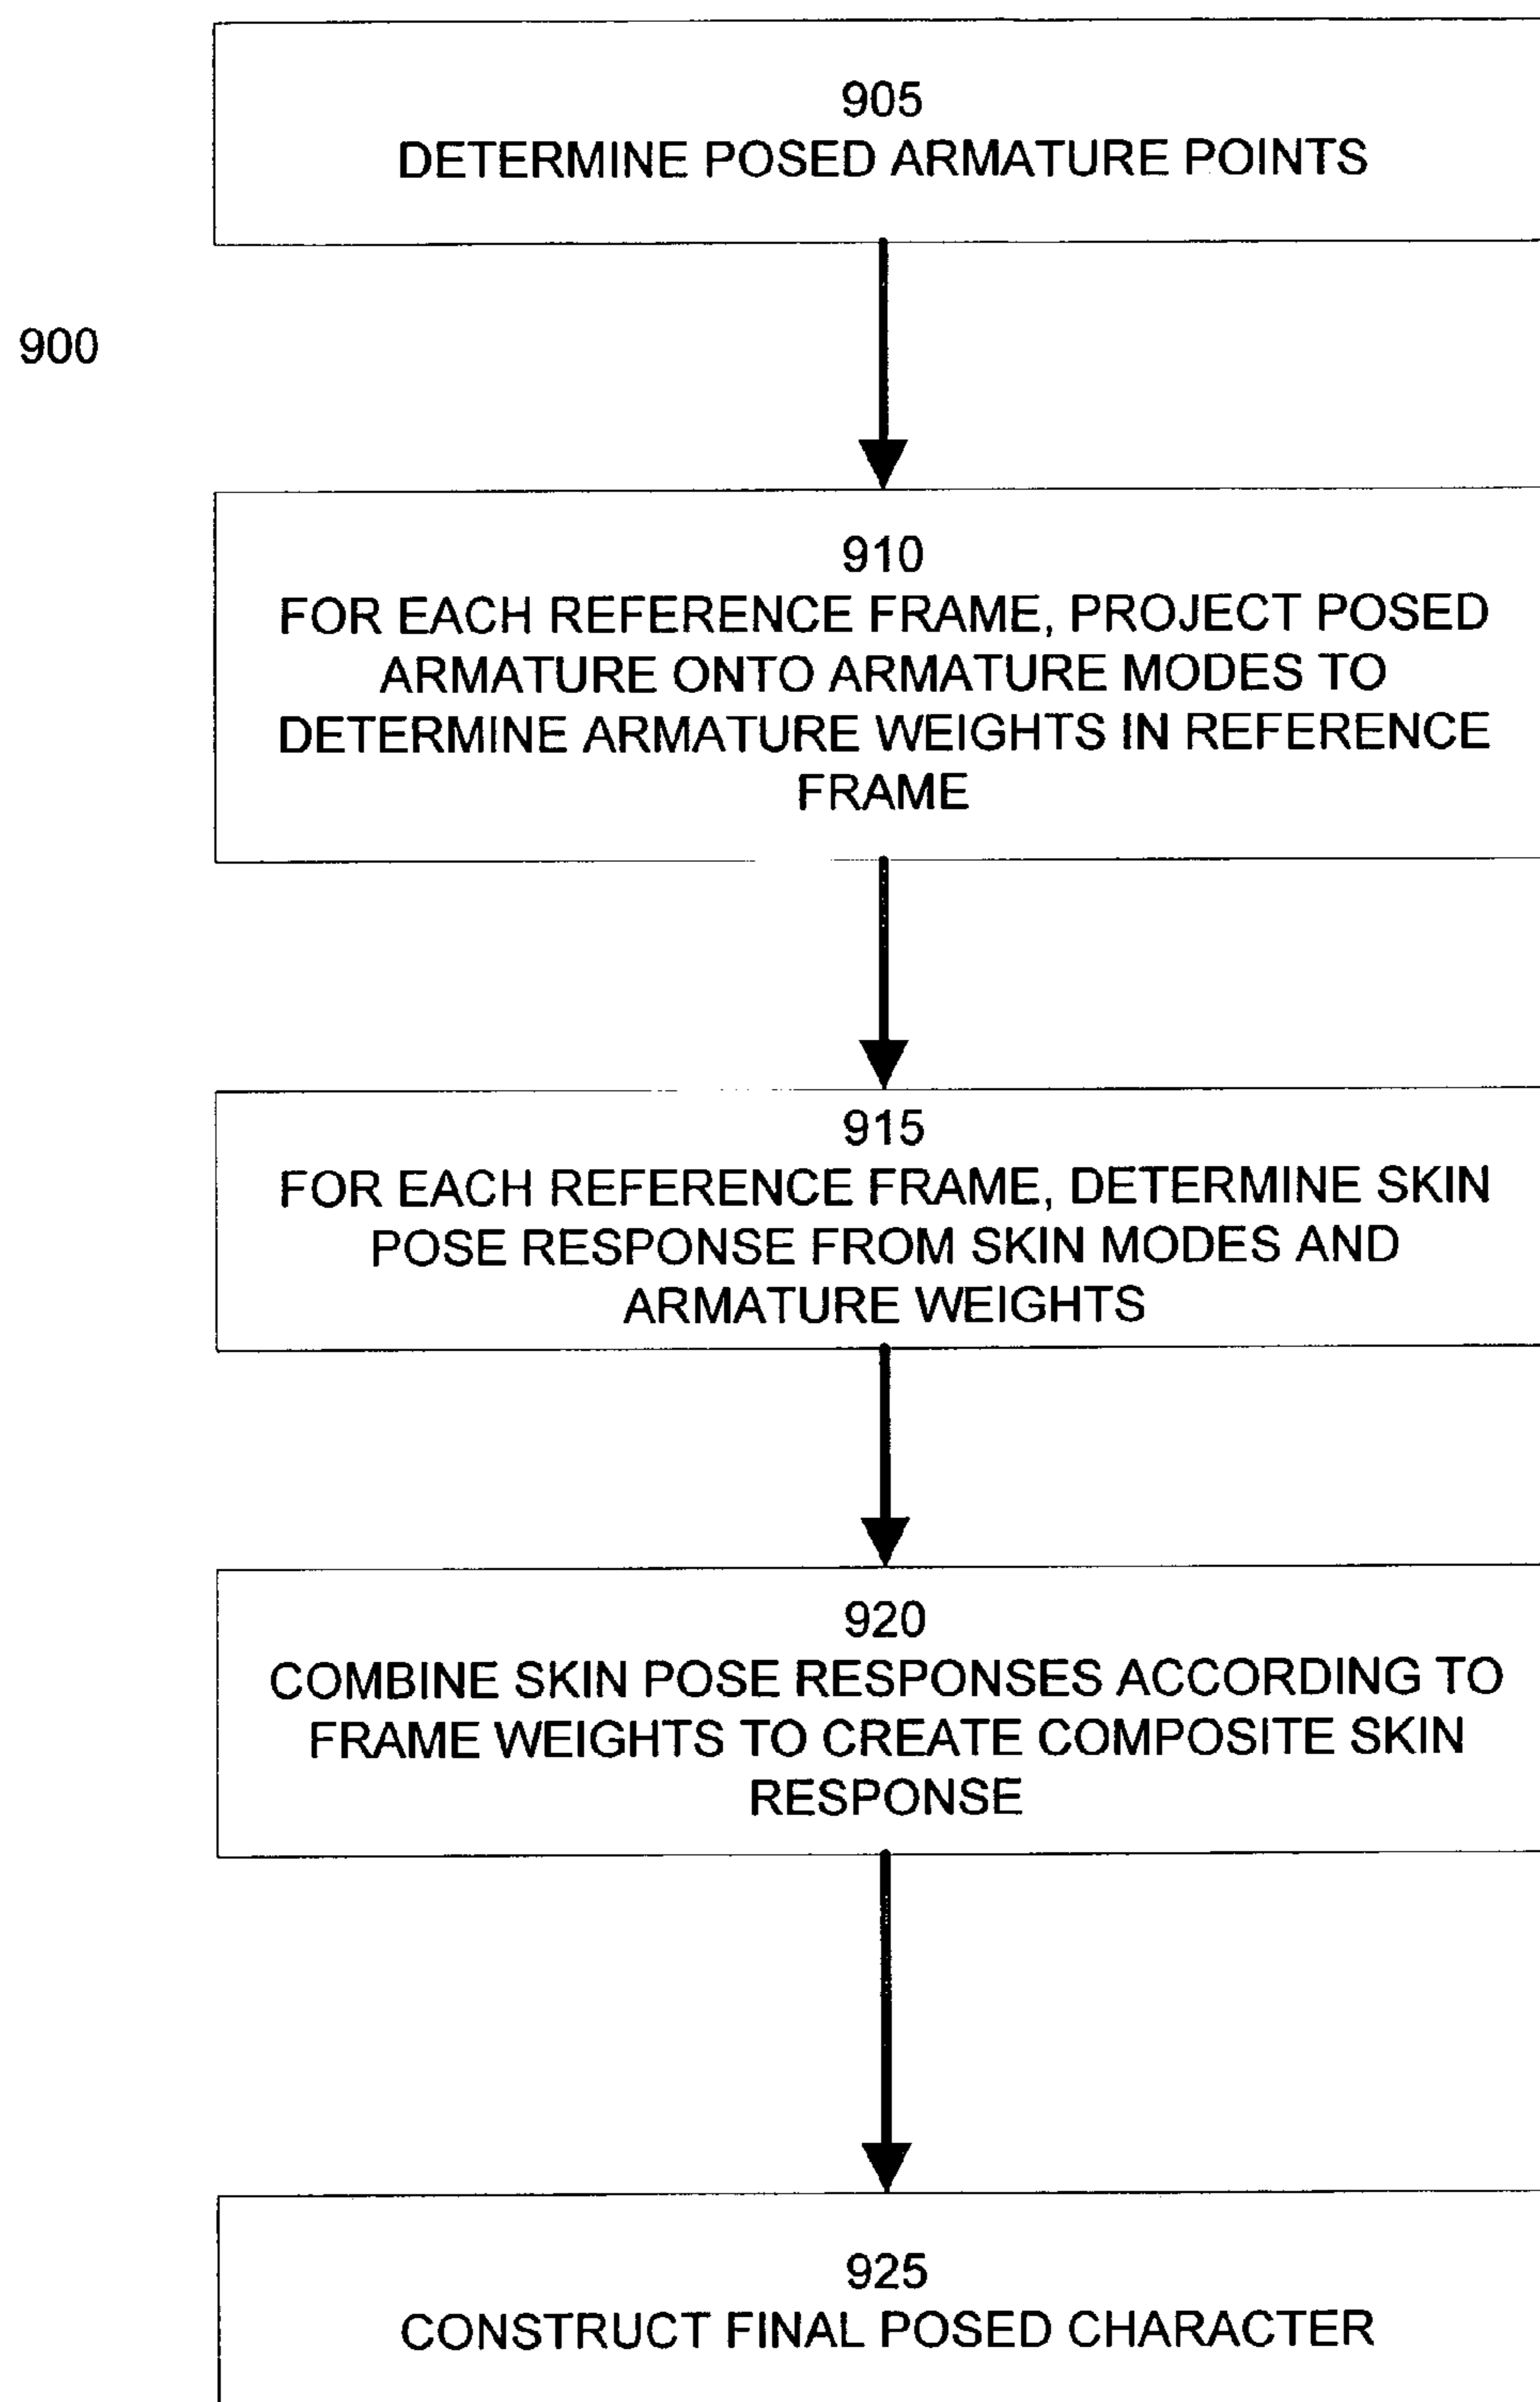 905
DETERMINE POSED ARMATURE POINTS
900
910
FOR EACH REFERENCE FRAME, PROJECT POSED
ARMATURE ONTO ARMATURE MODES TO
DETERMINE ARMATURE WEIGHTS IN REFERENCE
FRAME
915
FOR EACH REFERENCE FRAME, DETERMINE SKIN
POSE RESPONSE FROM SKIN MODES AND
ARMATURE WEIGHTS
920
COMBINE SKIN POSE RESPONSES ACCORDING TO
FRAME WEIGHTS TO CREATE COMPOSITE SKIN
RESPONSE
925
CONSTRUCT FINAL POSED CHARACTER